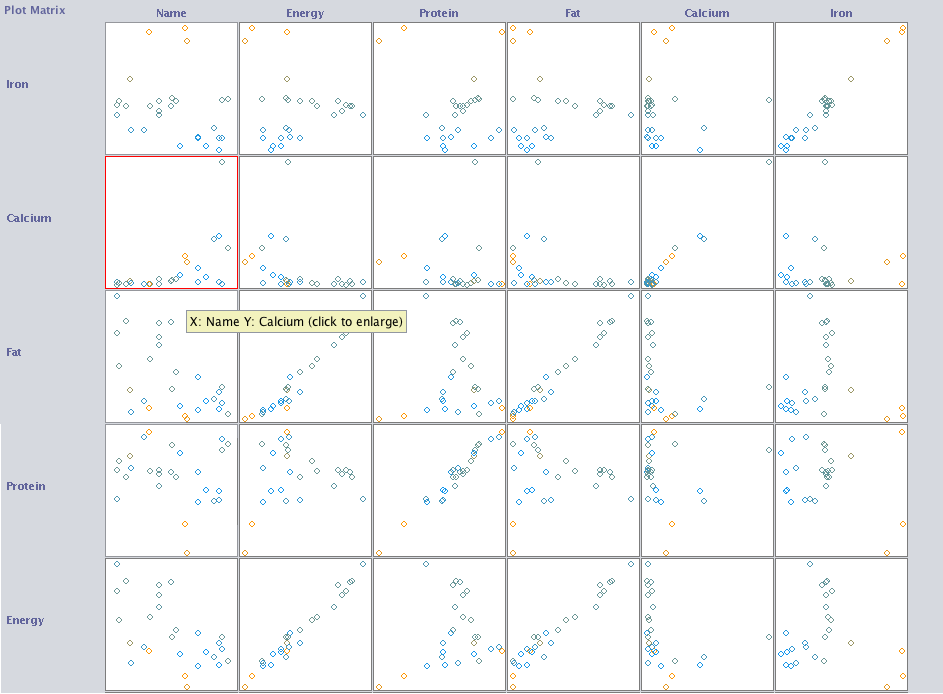 Plot Matrix
Name Energy Protein Fat Calcium Iron
Iron
Calcium
X: Name Y: Calcium (click to enlarge)
Fat
Protein
Energy